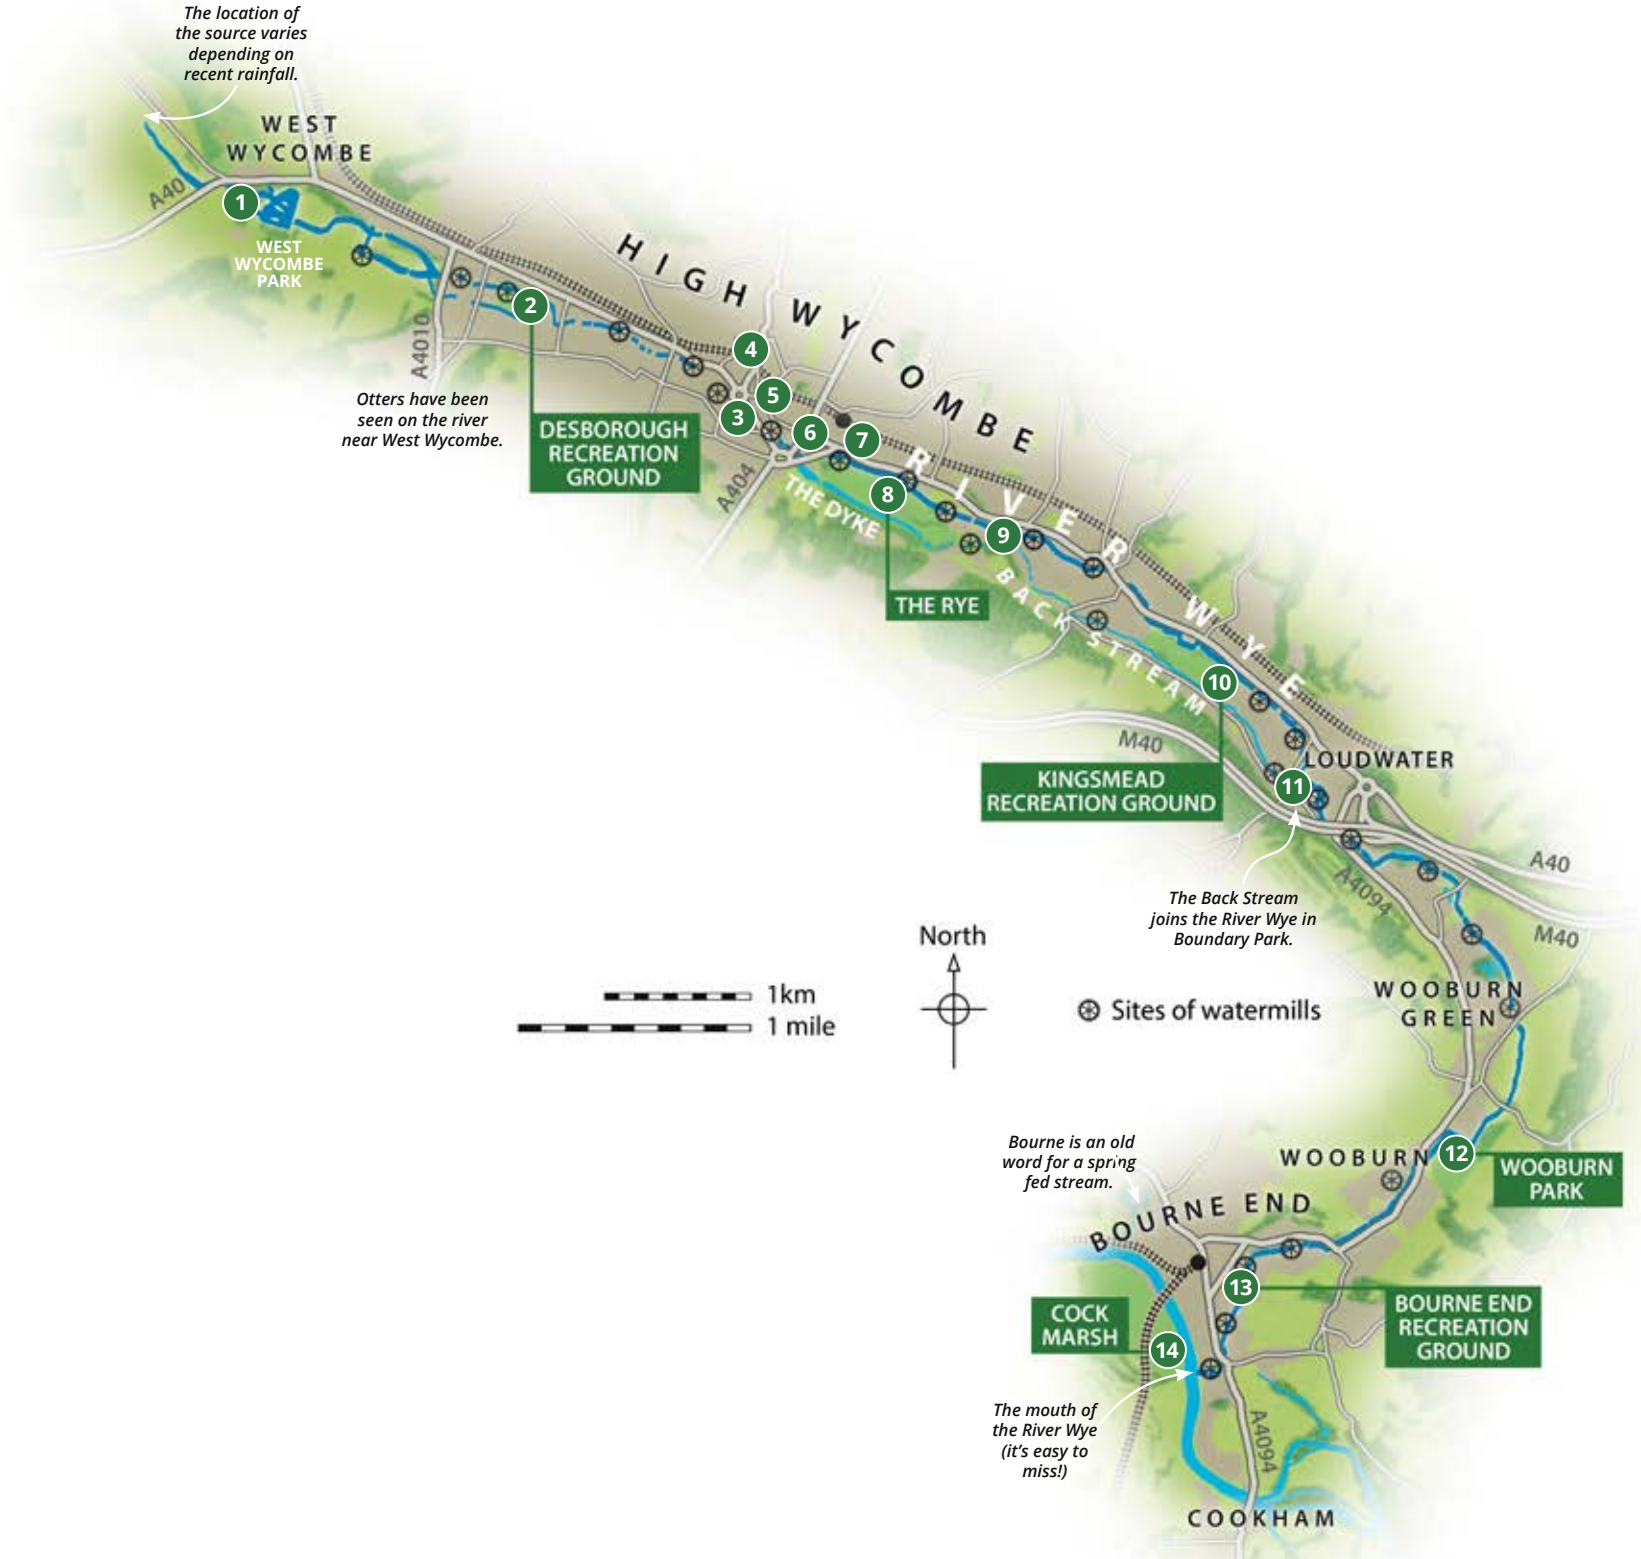 The location of
the source varies
depending on
recent rainfall.
WEST
WYCOMBE
A40
1
WEST
WYCOMBE
PARK
HIGH WYCOMBE
2
A4010
4
5
3
6
7
Otters have been
seen on the river
near West Wycombe.
DESBOROUGH
RECREATION
GROUND
A404
THE DYKE
8
RIVER WYE
9
THE RYE
BACK STREAM
10
M40
KINGSMEAD
RECREATION GROUND
LOUDWATER
11
A40
A4094
The Back Stream
joins the River Wye in
Boundary Park.
M40
North
1km
1 mile
Sites of watermills
WOOBURN
GREEN
Bourne is an old
word for a spring
fed stream.
WOOBURN
12
WOOBURN
PARK
BOURNE END
13
COCK
MARSH
14
BOURNE END
RECREATION
GROUND
The mouth of
the River Wye
(it's easy to
miss!)
A4094
COOKHAM